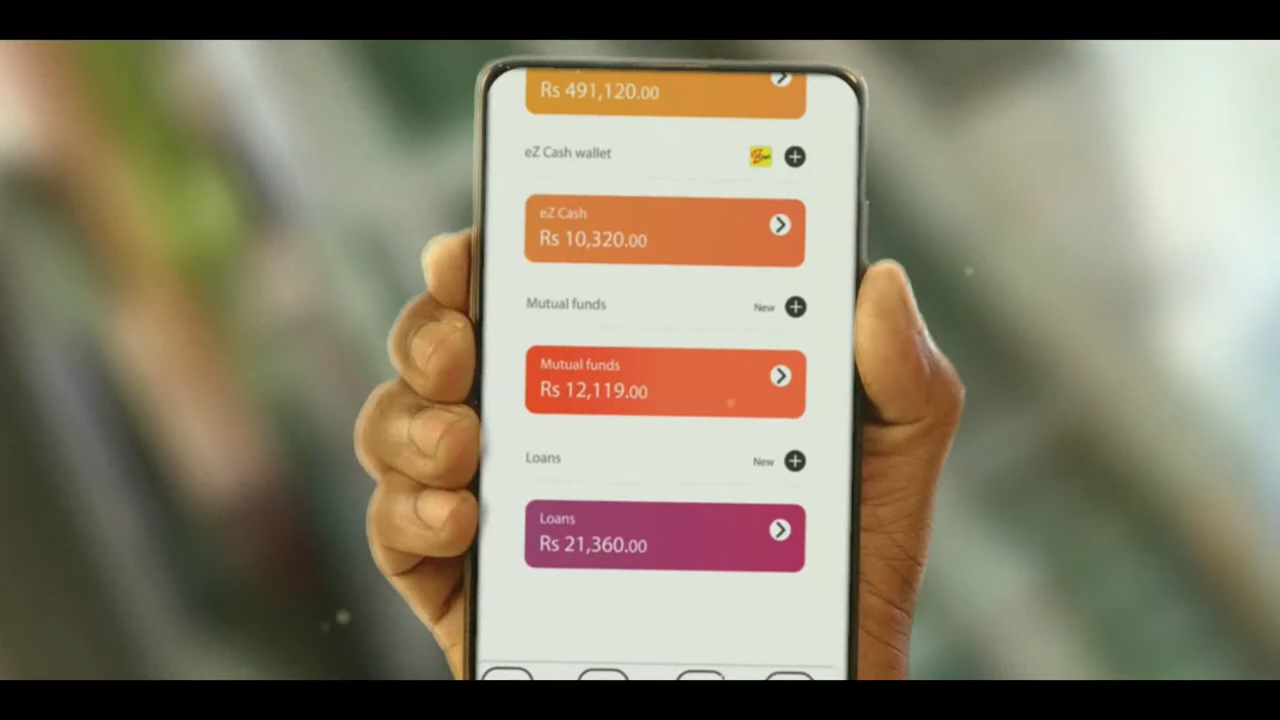 Rs 491,120.00
eZ Cash wallet
eZ Cash
Rs 10,320.00
Mutual funds
New
Mutual funds
Rs 12,119.00
Loans
New
Loans
Rs 21,360.00